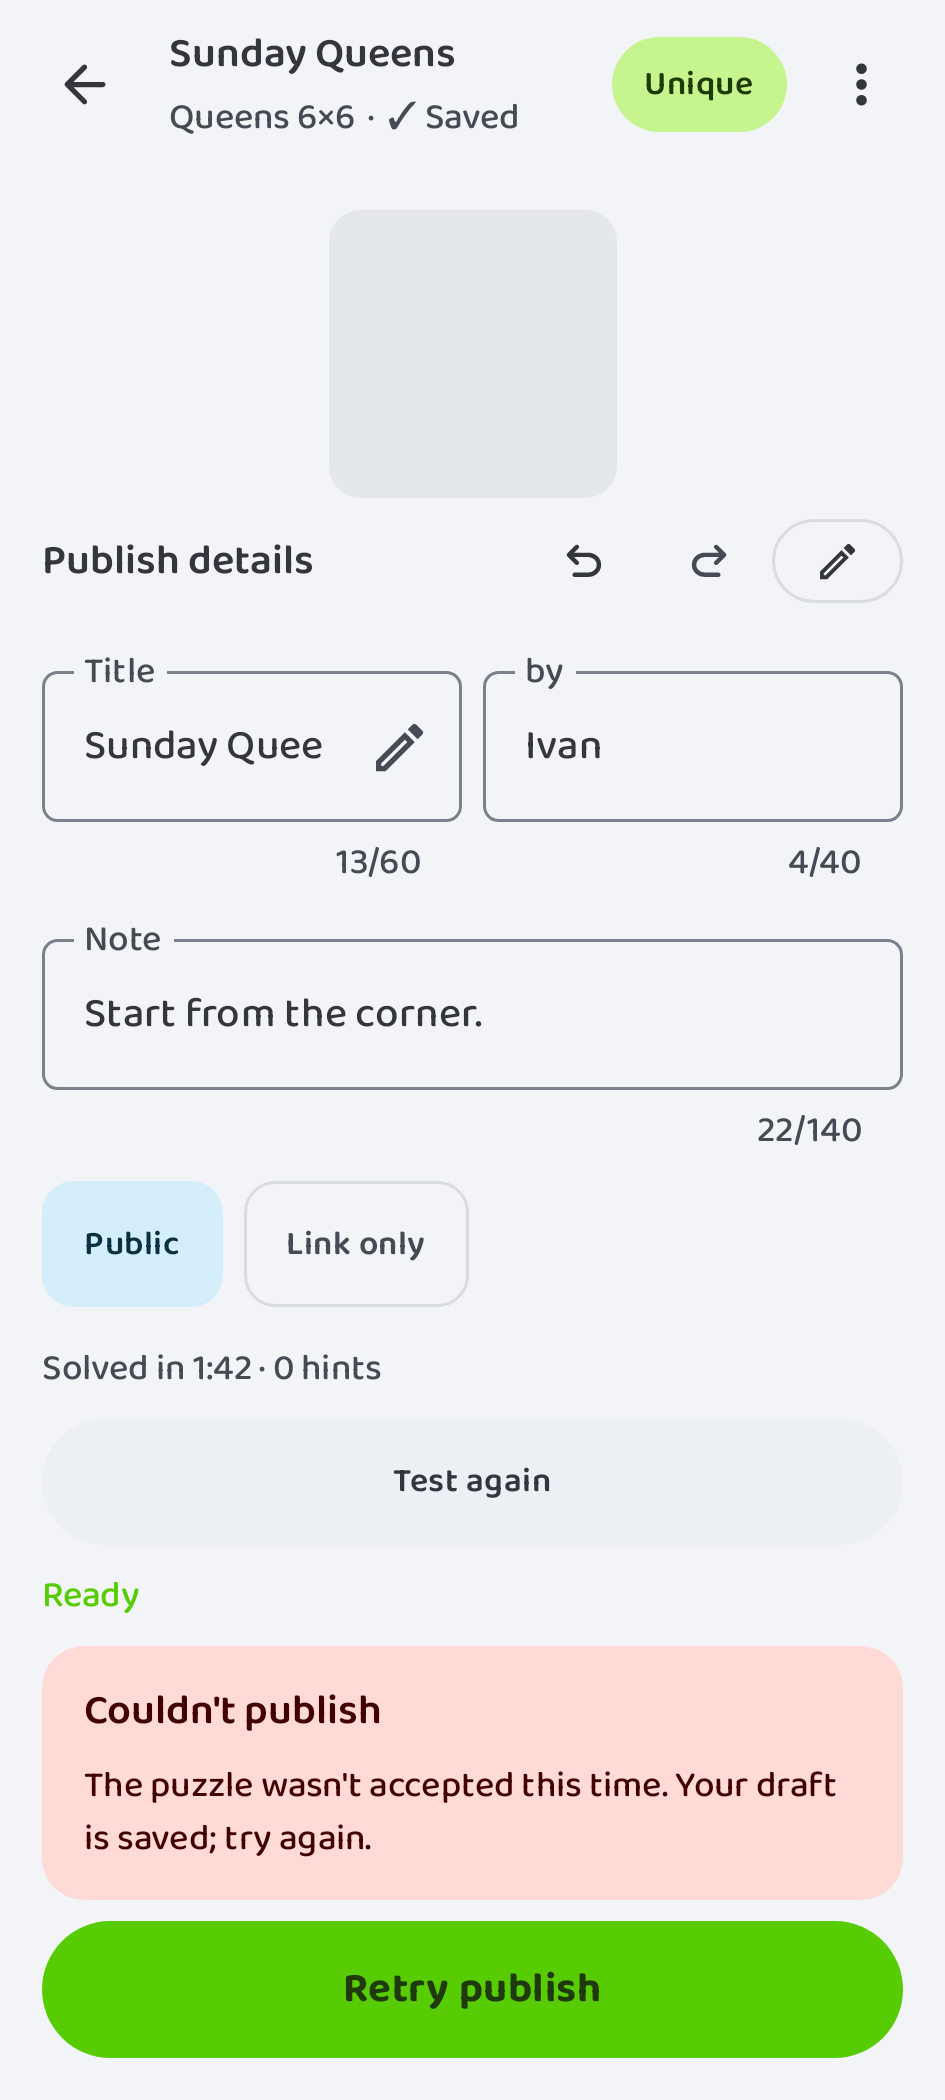 Sunday Queens
Queens 6×6 · ✓ Saved
Unique
Publish details
Title
Sunday Quee
13/60
by
Ivan
4/40
Note
Start from the corner.
22/140
Public
Link only
Solved in 1:42 · 0 hints
Test again
Ready
Couldn't publish
The puzzle wasn't accepted this time. Your draft
is saved; try again.
Retry publish